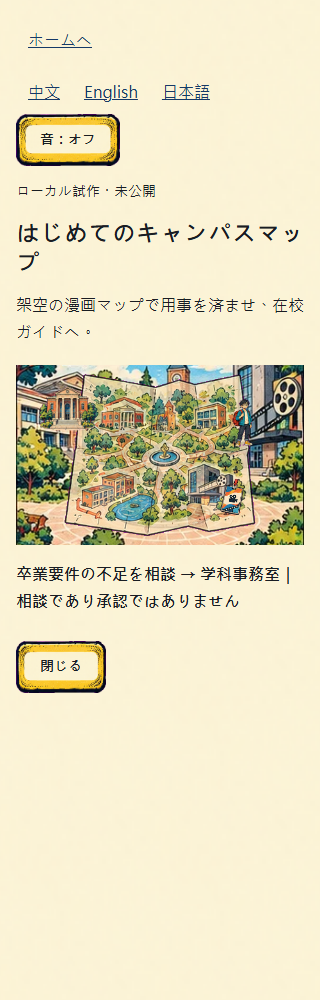 ホームへ
中文 English 日本語
音：オフ
ローカル試作・未公開
はじめてのキャンパスマッ
プ
架空の漫画マップで用事を済ませ、在校
ガイドへ。
卒業要件の不足を相談 → 学科事務室｜
相談であり承認ではありません
閉じる